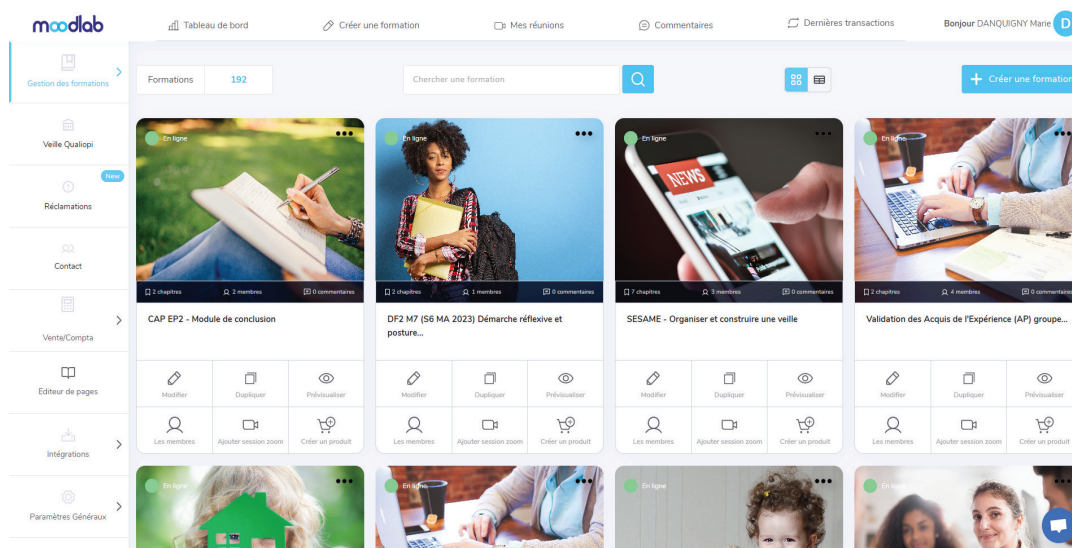 moodlab
Tableau de bord
Créer une formation
Mes réunions
Commentaires
Dernières transactions
Bonjour DANQUIGNY Marie
D
Gestion des formations
Veille Qualiopi
New
Réclamations
Contact
Vente/Compta
Editeur de pages
Intégrations
Paramètres Généraux
Formations 192
Chercher une formation
+ Créer une formation
En ligne
En ligne
En ligne
En ligne
NEWS
2 chapitres 2 membres 0 commentaires
2 chapitres 1 membres 0 commentaires
7 chapitres 3 membres 0 commentaires
2 chapitres 4 membres 0 commentaires
CAP EP2 - Module de conclusion
DF2 M7 (S6 MA 2023) Démarche réflexive et
posture...
SESAME - Organiser et construire une veille
Validation des Acquis de l'Expérience (AP) groupe...
Modifier Dupliquer Prévisualiser
Modifier Dupliquer Prévisualiser
Modifier Dupliquer Prévisualiser
Modifier Dupliquer Prévisualiser
Les membres Ajouter session zoom Créer un produit
Les membres Ajouter session zoom Créer un produit
Les membres Ajouter session zoom Créer un produit
Les membres Ajouter session zoom Créer un produit
En ligne
En ligne
En ligne
En ligne